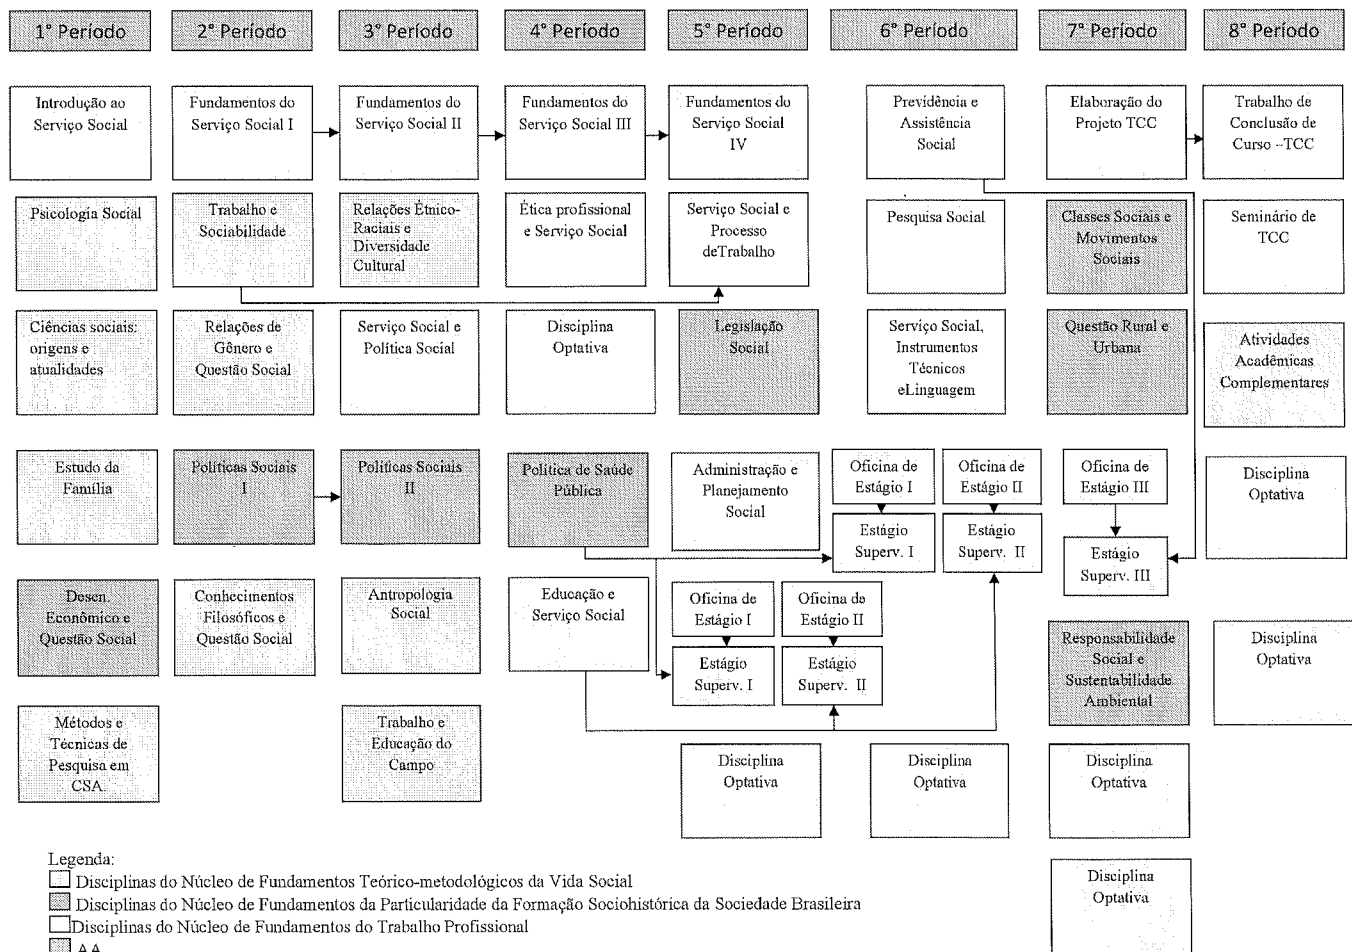 1° Período
2° Período
3° Período
4° Período
5° Período
6° Período
7° Período
8° Período
Introdução ao
Serviço Social
Fundamentos do
Serviço Social I
Fundamentos do
Serviço Social II
Fundamentos do
Serviço Social III
Fundamentos do
Serviço Social
IV
Previdência e
Assistência
Social
Elaboração do
Projeto TCC
Trabalho de
Conclusão de
Curso –TCC
Psicologia Social
Trabalho e
Sociabilidade
Relações Étnico-
Raciais e
Diversidade
Cultural
Ética profissional
e Serviço Social
Serviço Social e
Processo
deTrabalho
Pesquisa Social
Classes Sociais e
Movimentos
Sociais
Seminário de
TCC
Ciências sociais:
origens e
atualidades
Relações de
Gênero e
Questão Social
Serviço Social e
Política Social
Disciplina
Optativa
Legislação
Social
Serviço Social,
Instrumentos
Técnicos
eLinguagem
Questão Rural e
Urbana
Atividades
Acadêmicas
Complementares
Estudo da
Família
Políticas Sociais
I
Políticas Sociais
II
Política de Saúde
Pública
Administração e
Planejamento
Social
Oficina de
Estágio I
Oficina de
Estágio II
Oficina de
Estágio III
Disciplina
Optativa
Estágio
Superv. I
Estágio
Superv. II
Estágio
Superv. III
Desen.
Econômico e
Questão Social
Conhecimentos
Filosóficos e
Questão Social
Antropologia
Social
Educação e
Serviço Social
Oficina de
Estágio I
Oficina de
Estágio II
Estágio
Superv. I
Estágio
Superv. II
Responsabilidade
Social e
Sustentabilidade
Ambiental
Disciplina
Optativa
Métodos e
Técnicas de
Pesquisa em
CSA
Trabalho e
Educação do
Campo
Disciplina
Optativa
Disciplina
Optativa
Disciplina
Optativa
Disciplina
Optativa
Legenda:
Disciplinas do Núcleo de Fundamentos Teórico-metodológicos da Vida Social
Disciplinas do Núcleo de Fundamentos da Particularidade da Formação Sociohistórica da Sociedade Brasileira
Disciplinas do Núcleo de Fundamentos do Trabalho Profissional
AA